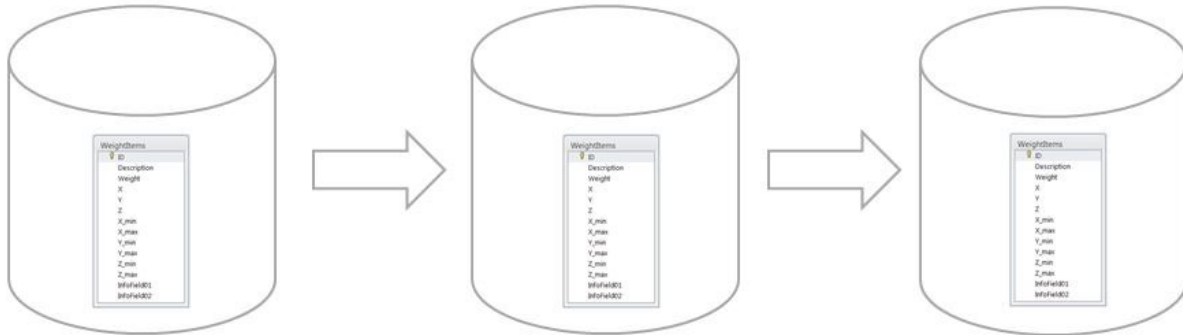 WeightItems
ID
Description
Weight
X
Y
Z
X_min
X_max
Y_min
Y_max
Z_min
Z_max
InfoField01
InfoField02
WeightItems
ID
Description
Weight
X
Y
Z
X_min
X_max
Y_min
Y_max
Z_min
Z_max
InfoField01
InfoField02
WeightItems
ID
Description
Weight
X
Y
Z
X_min
X_max
Y_min
Y_max
Z_min
Z_max
InfoField01
InfoField02